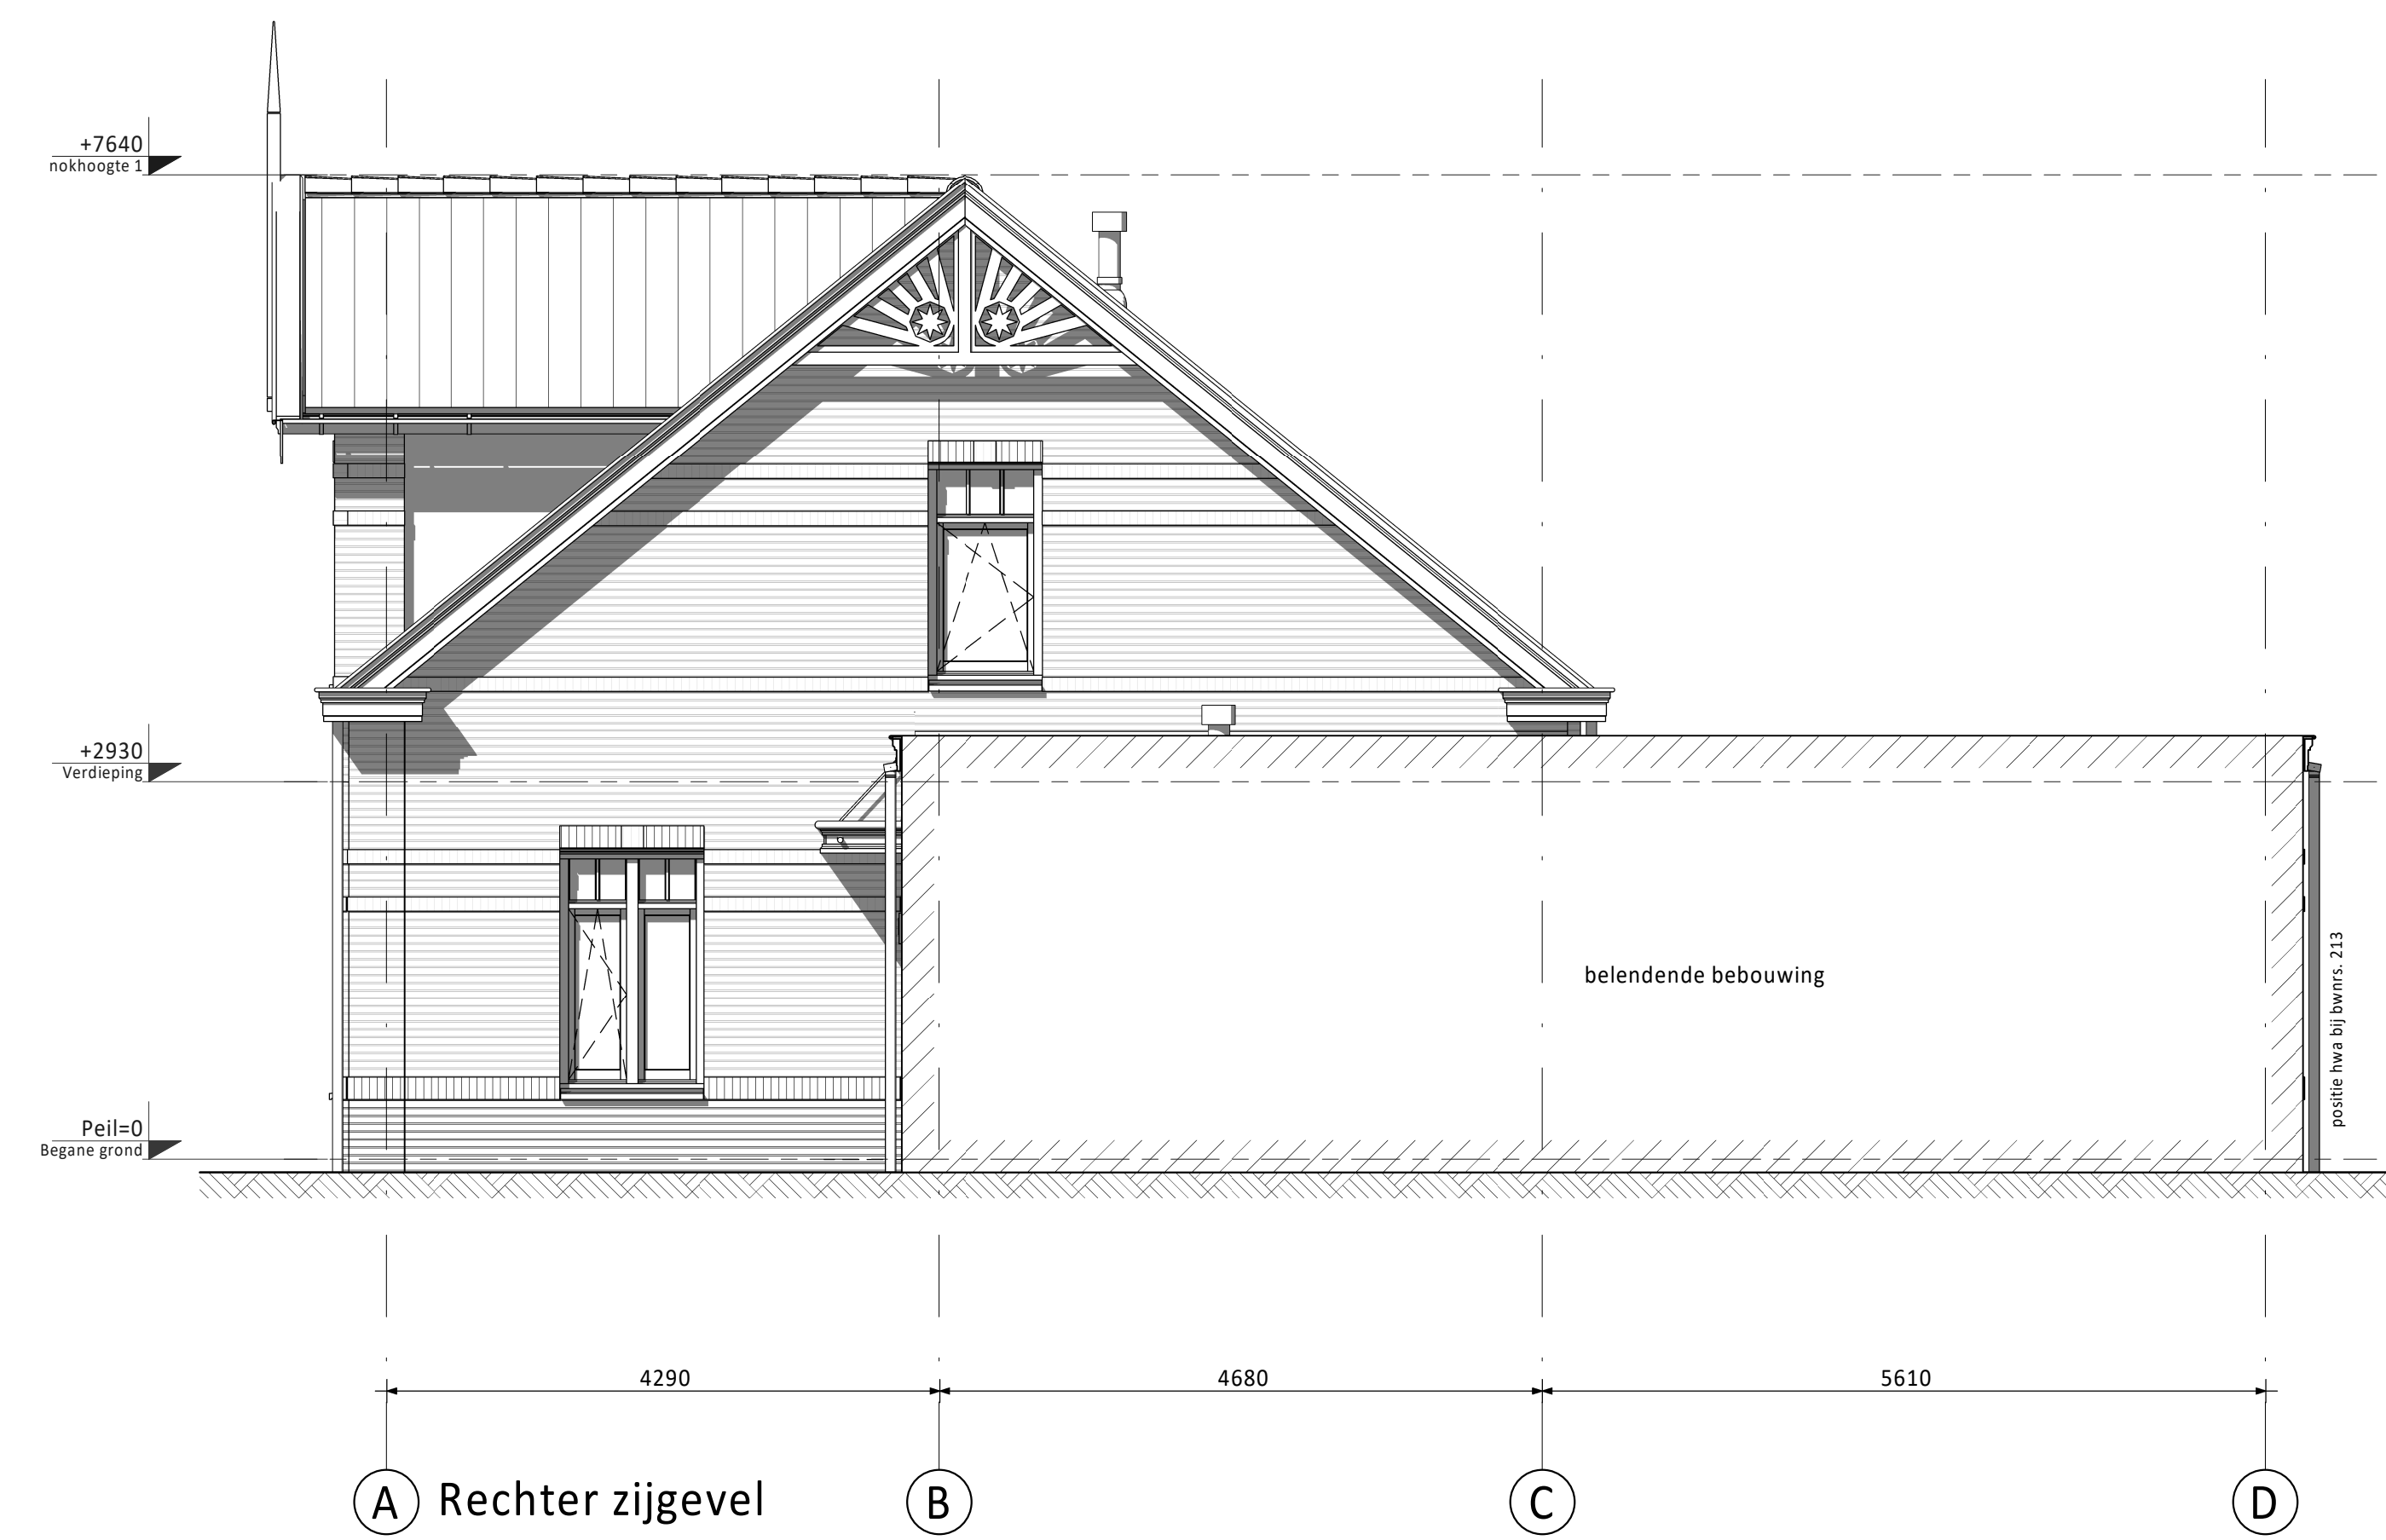 +7640
nokhoogte 1
+2930
Verdieping
belendende bebouwing
positie hwa bij bwnrs. 213
Peil=0
Begane grond
4290 4680 5610
A Rechter zijgevel B C D